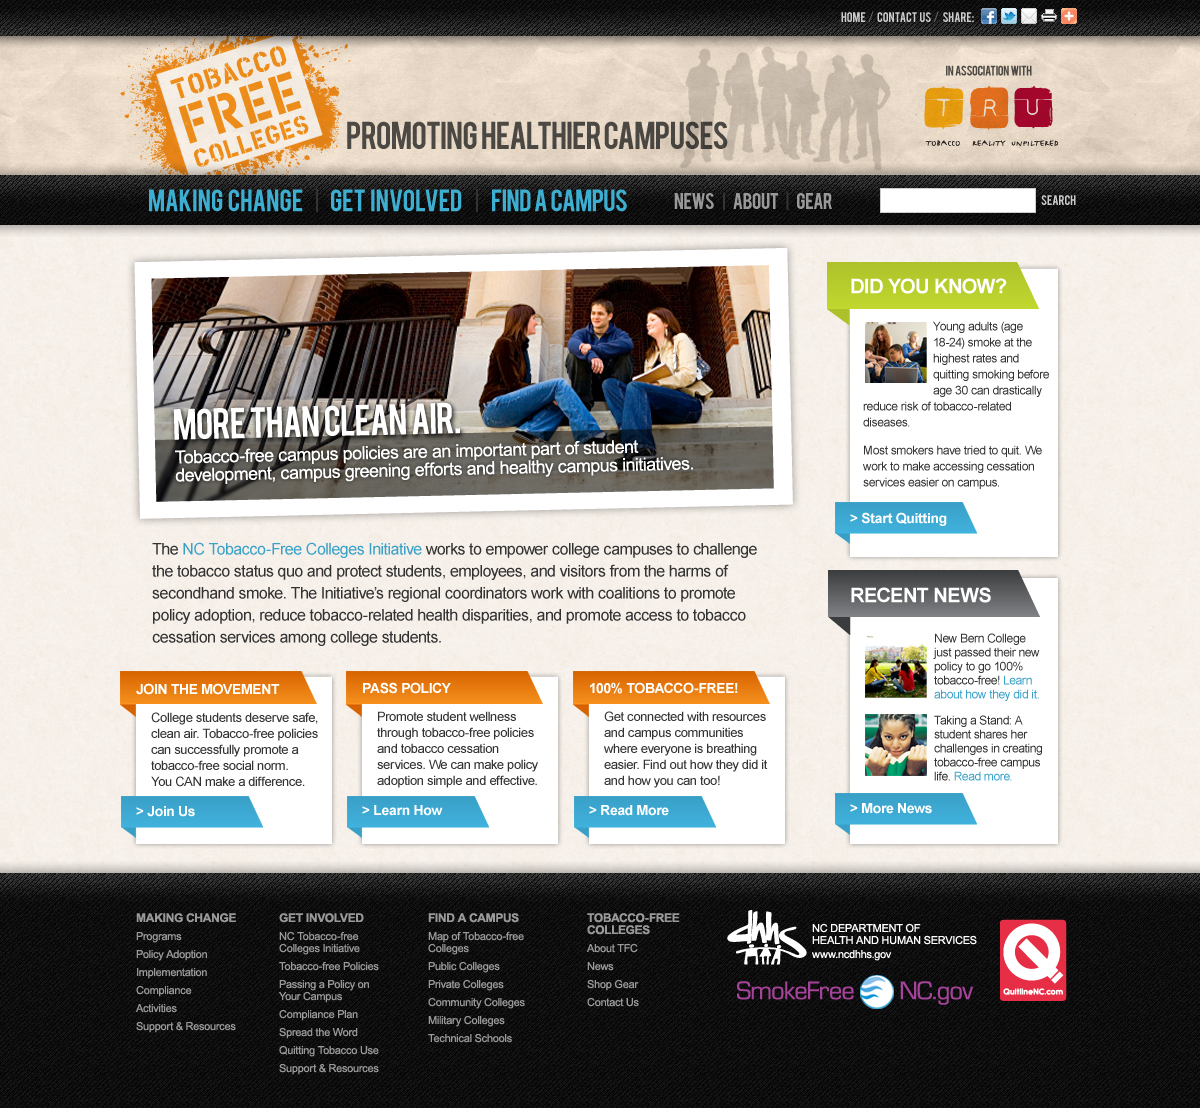 HOME / CONTACT US / SHARE:
TOBACCO
FREE
COLLEGES
PROMOTING HEALTHIER CAMPUSES
IN ASSOCIATION WITH
T R U
TOBACCO REALITY UNFILTERED
MAKING CHANGE | GET INVOLVED | FIND A CAMPUS
NEWS | ABOUT | GEAR
SEARCH
MORE THAN CLEAN AIR.
Tobacco-free campus policies are an important part of student
development, campus greening efforts and healthy campus initiatives.
The NC Tobacco-Free Colleges Initiative works to empower college campuses to challenge
the tobacco status quo and protect students, employees, and visitors from the harms of
secondhand smoke. The Initiative's regional coordinators work with coalitions to promote
policy adoption, reduce tobacco-related health disparities, and promote access to tobacco
cessation services among college students.
JOIN THE MOVEMENT
College students deserve safe,
clean air. Tobacco-free policies
can successfully promote a
tobacco-free social norm.
You CAN make a difference.
> Join Us
PASS POLICY
Promote student wellness
through tobacco-free policies
and tobacco cessation
services. We can make policy
adoption simple and effective.
> Learn How
100% TOBACCO-FREE!
Get connected with resources
and campus communities
where everyone is breathing
easier. Find out how they did it
and how you can too!
> Read More
DID YOU KNOW?
Young adults (age
18-24) smoke at the
highest rates and
quitting smoking before
age 30 can drastically
reduce risk of tobacco-related
diseases.
Most smokers have tried to quit. We
work to make accessing cessation
services easier on campus.
> Start Quitting
RECENT NEWS
New Bern College
just passed their new
policy to go 100%
tobacco-free! Learn
about how they did it.
Taking a Stand: A
student shares her
challenges in creating
tobacco-free campus
life. Read more.
> More News
MAKING CHANGE
Programs
Policy Adoption
Implementation
Compliance
Activities
Support & Resources
GET INVOLVED
NC Tobacco-free
Colleges Initiative
Tobacco-free Policies
Passing a Policy on
Your Campus
Compliance Plan
Spread the Word
Quitting Tobacco Use
Support & Resources
FIND A CAMPUS
Map of Tobacco-free
Colleges
Public Colleges
Private Colleges
Community Colleges
Military Colleges
Technical Schools
TOBACCO-FREE
COLLEGES
About TFC
News
Shop Gear
Contact Us
dhhs
NC DEPARTMENT OF
HEALTH AND HUMAN SERVICES
www.ncdhhs.gov
SmokeFree NC.gov
Q
QuitlineNC.com